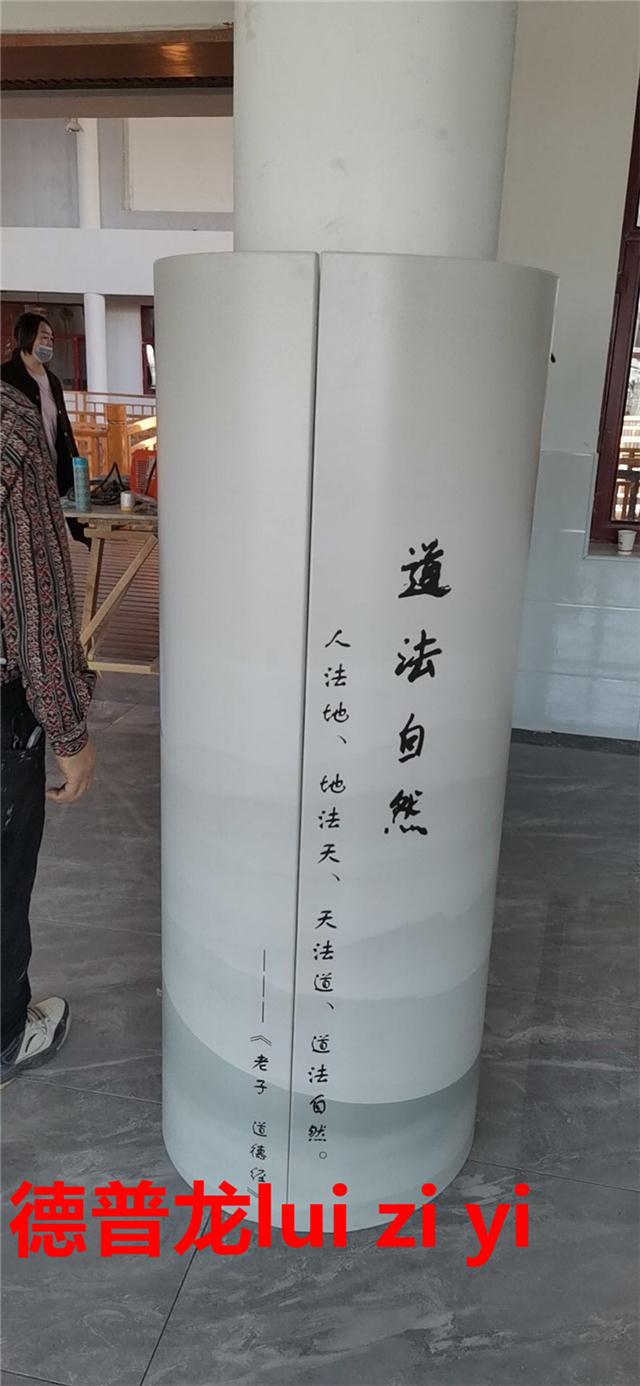 道法自然
人法地、地法天、天法道、道法自然。
———《老子 道德经》
德普龙lui zi yi